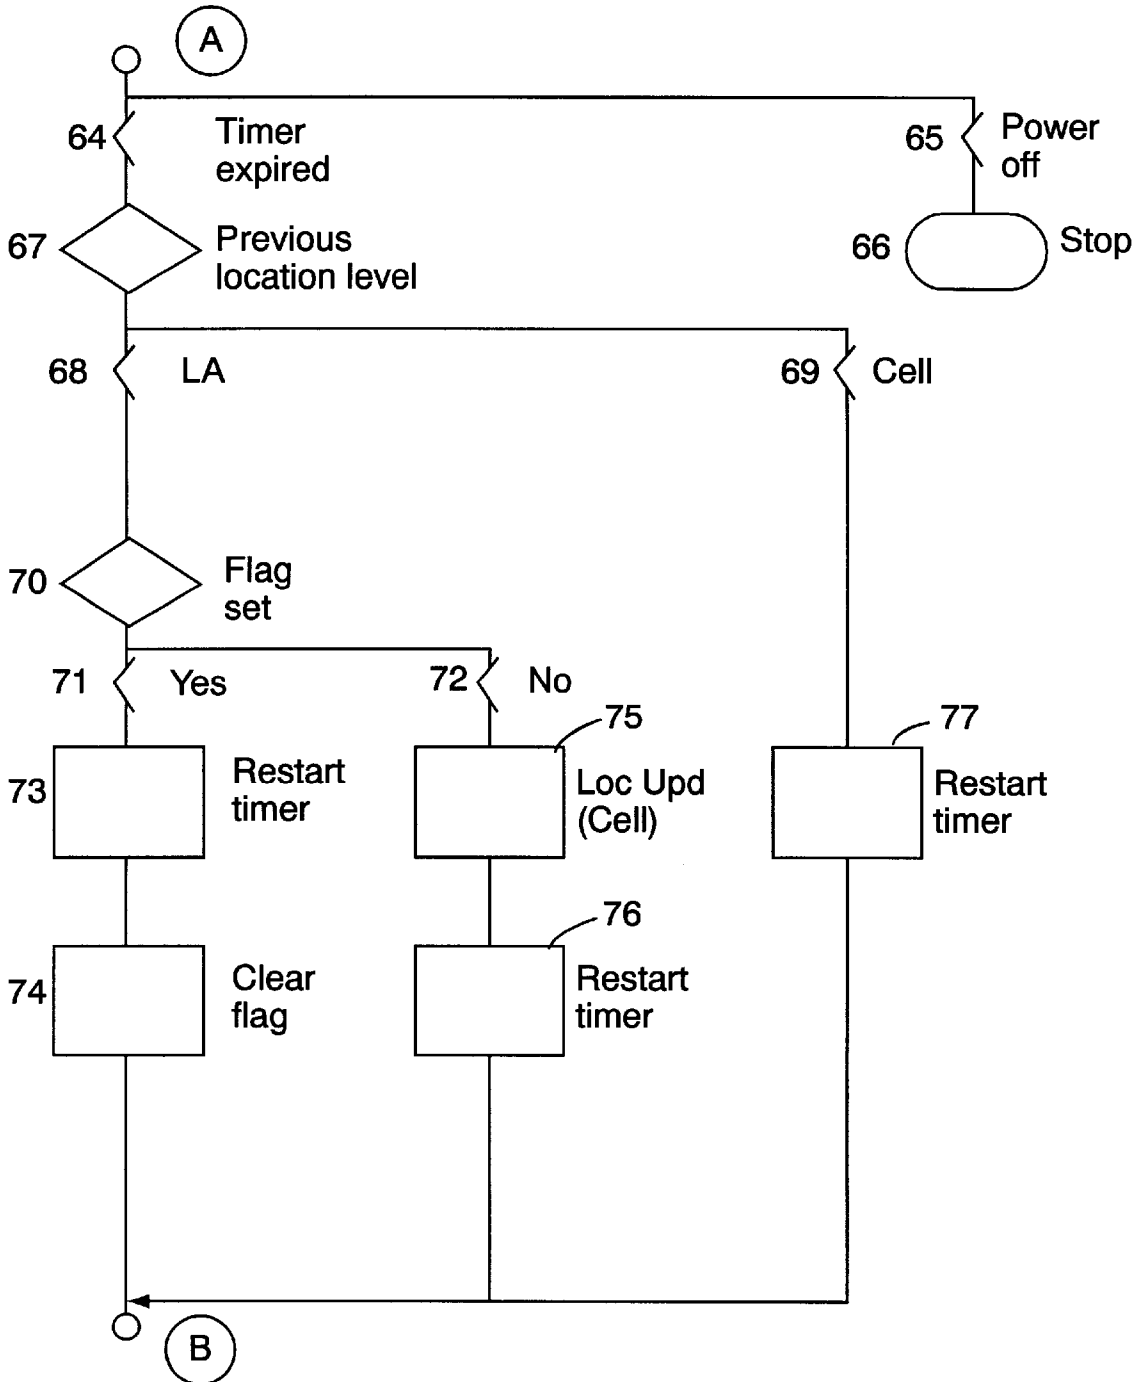 A
64
Timer
expired
65
Power
off
67
Previous
location level
66
Stop
68
LA
69
Cell
70
Flag
set
71
Yes
72
No
75
77
73
Restart
timer
Loc Upd
(Cell)
Restart
timer
76
74
Clear
flag
Restart
timer
B